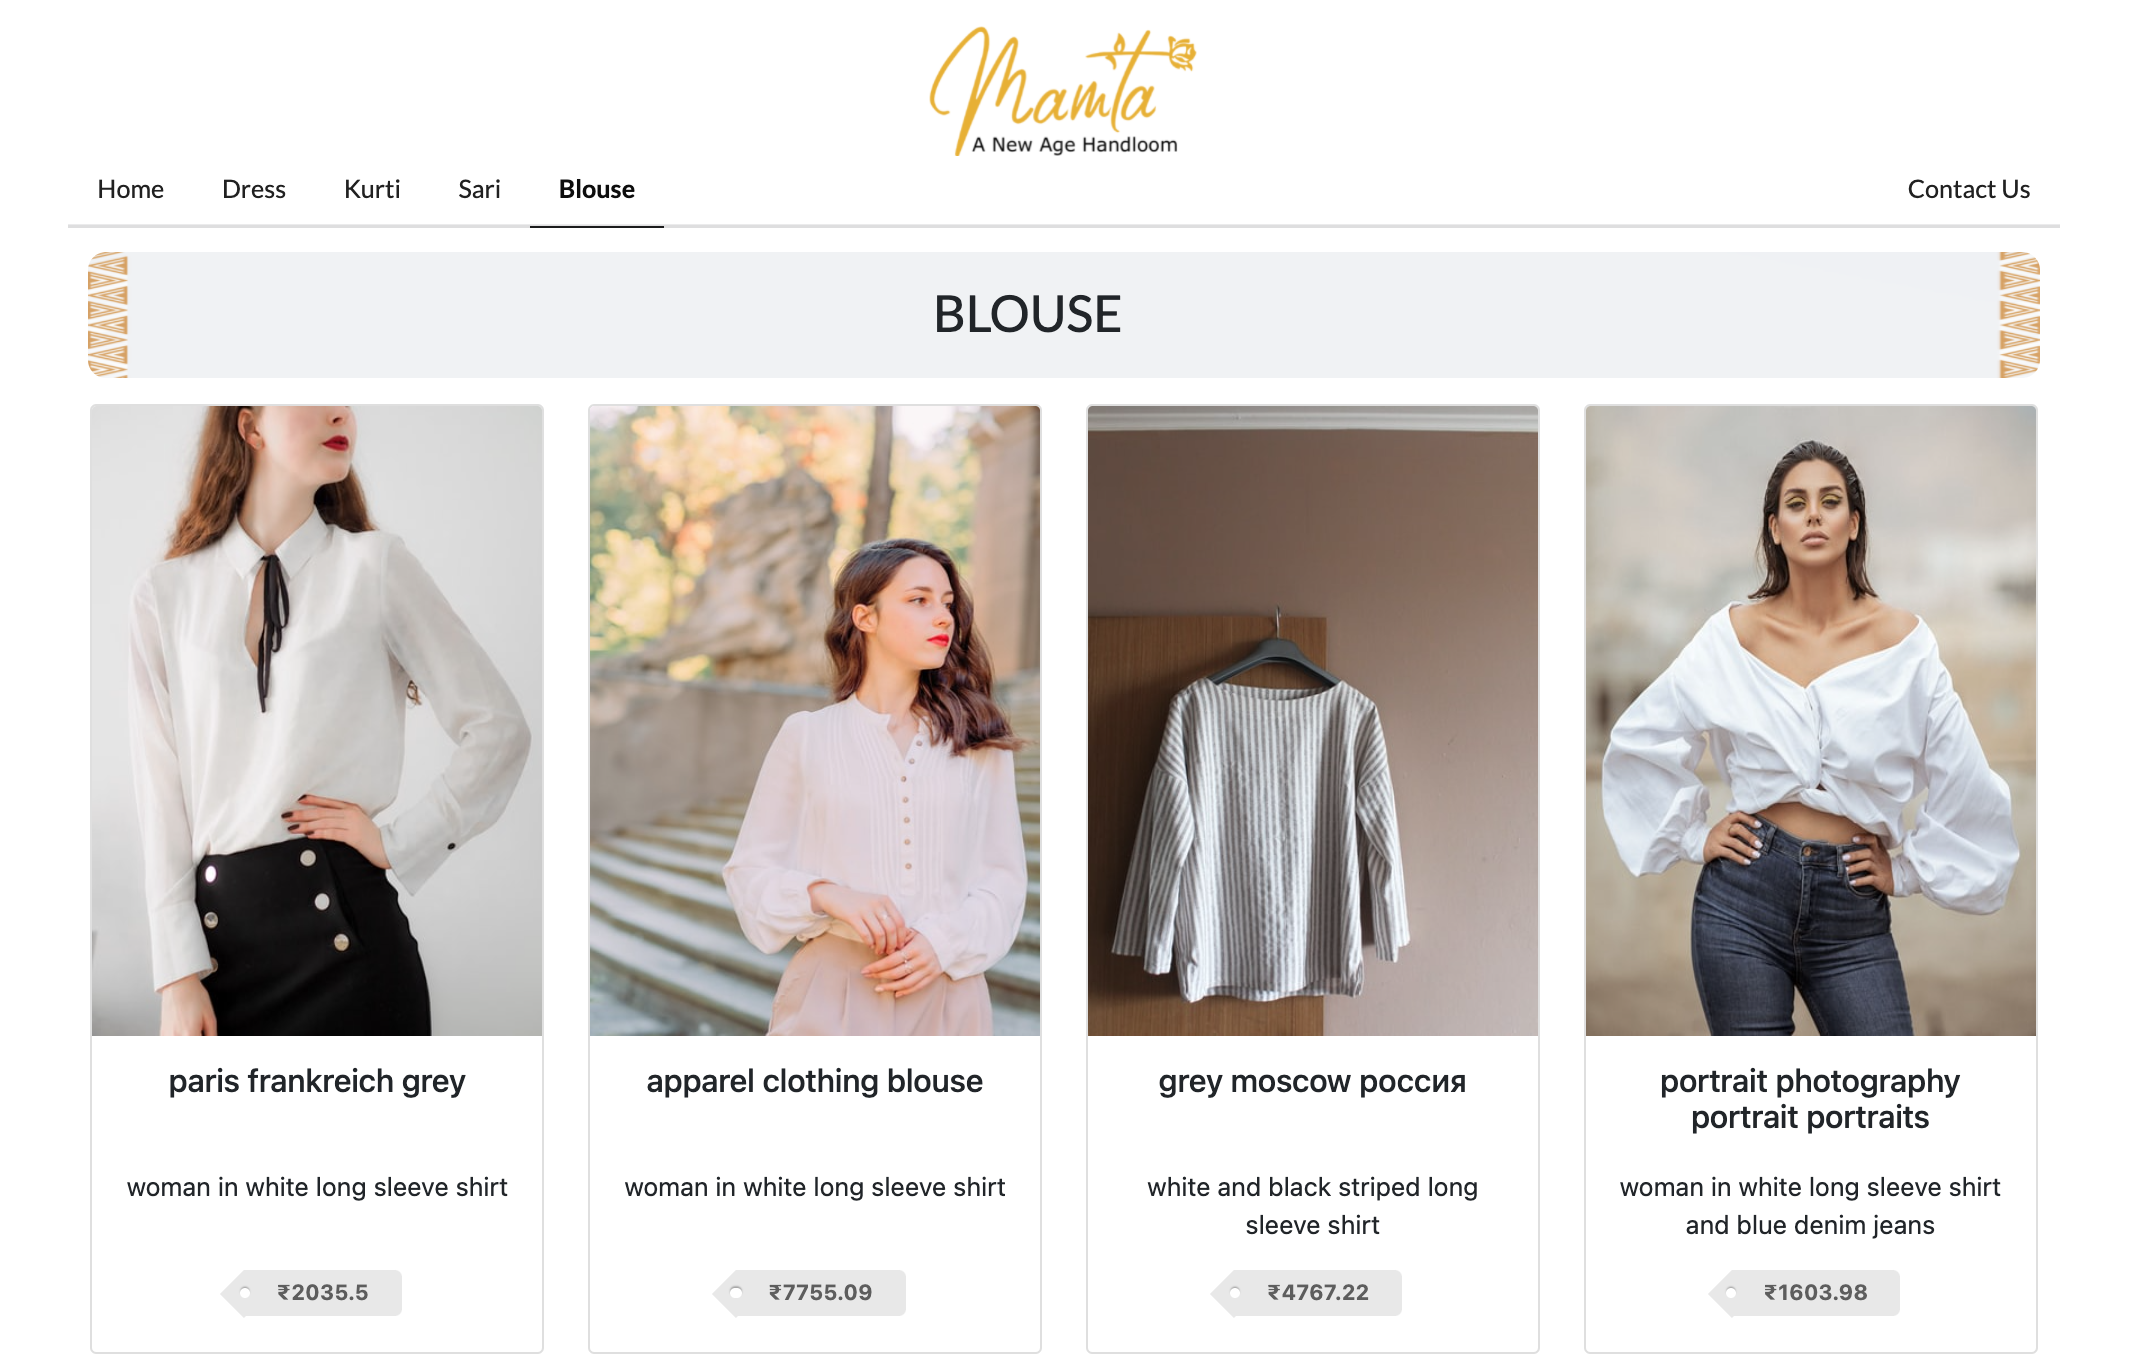 Mamta
A New Age Handloom
Home Dress Kurti Sari Blouse Contact Us
BLOUSE
paris frankreich grey
woman in white long sleeve shirt
₹2035.5
apparel clothing blouse
woman in white long sleeve shirt
₹7755.09
grey moscow россия
white and black striped long
sleeve shirt
₹4767.22
portrait photography
portrait portraits
woman in white long sleeve shirt
and blue denim jeans
₹1603.98